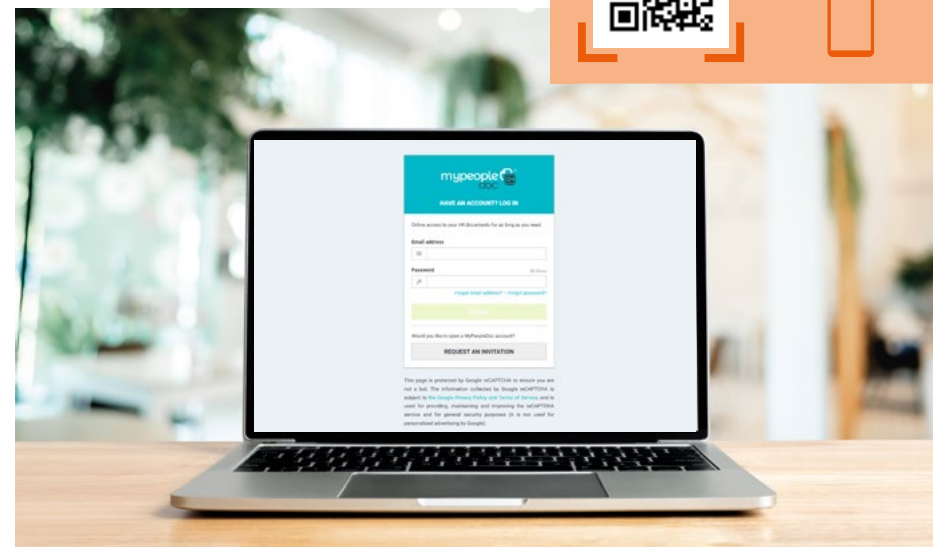 mypeople
doc
HAVE AN ACCOUNT? LOG IN
Online access to your HR documents for as long as you need
Email address
Password
Forgot email address? - Forgot password?
LOG IN
Would you like to open a MyPeopleDoc account?
REQUEST AN INVITATION
This page is protected by Google reCAPTCHA to ensure you are
not a bot. The information collected by Google reCAPTCHA is
subject to the Google Privacy Policy and Terms of Service, and is
used for providing, maintaining and improving the reCAPTCHA
service and for general security purposes (it is not used for
personalised advertising by Google).